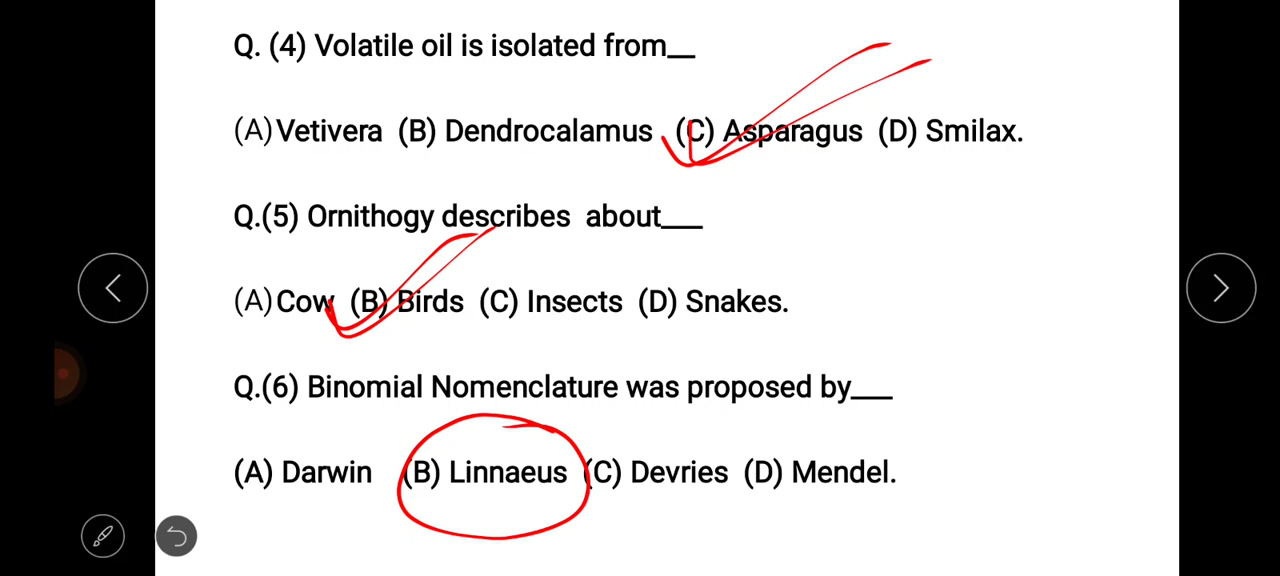 Q. (4) Volatile oil is isolated from__
(A) Vetivera (B) Dendrocalamus (C) Asparagus (D) Smilax.
Q.(5) Ornithogy describes about___
(A) Cow (B) Birds (C) Insects (D) Snakes.
Q.(6) Binomial Nomenclature was proposed by___
(A) Darwin (B) Linnaeus (C) Devries (D) Mendel.